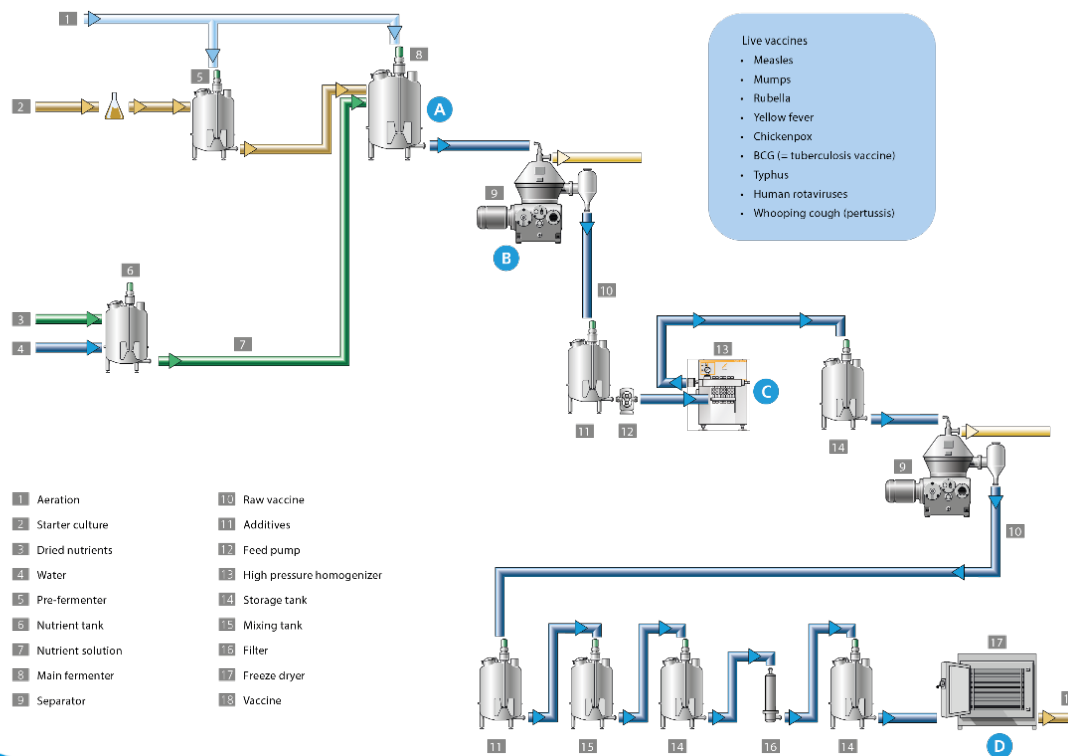 1
8
Live vaccines
• Measles
• Mumps
• Rubella
• Yellow fever
• Chickenpox
• BCG (= tuberculosis vaccine)
• Typhus
• Human rotaviruses
• Whooping cough (pertussis)
5
2
A
9
B
6
3
4
7
10
13
C
11
12
14
9
10
1 Aeration
2 Starter culture
3 Dried nutrients
4 Water
5 Pre-fermenter
6 Nutrient tank
7 Nutrient solution
8 Main fermenter
9 Separator
10 Raw vaccine
11 Additives
12 Feed pump
13 High pressure homogenizer
14 Storage tank
15 Mixing tank
16 Filter
17 Freeze dryer
18 Vaccine
17
11
15
14
16
14
D